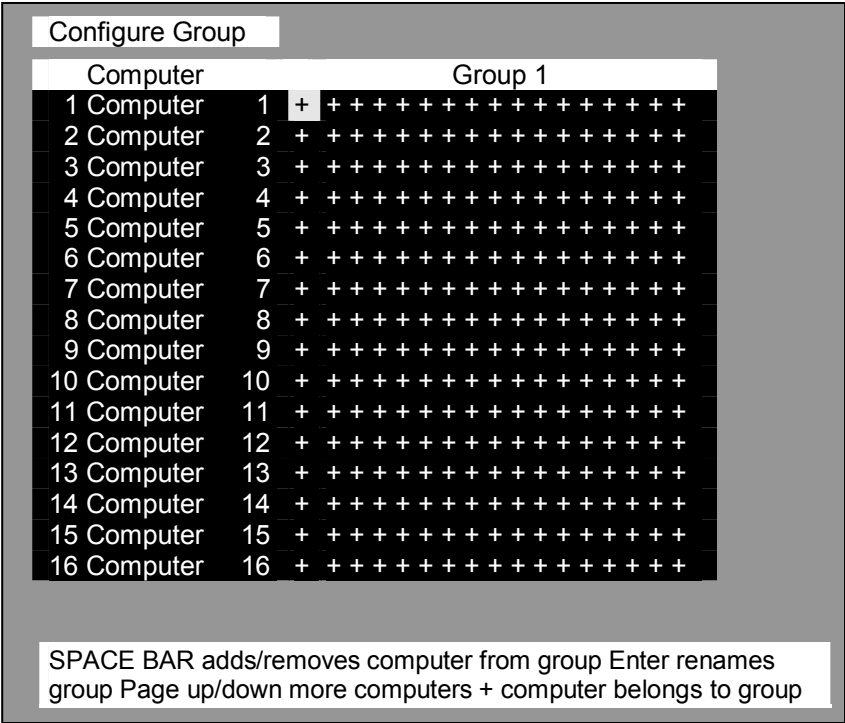 Configure Group
Computer Group 1
1 Computer 1 + + + + + + + + + + + + + + + + +
2 Computer 2 + + + + + + + + + + + + + + + + +
3 Computer 3 + + + + + + + + + + + + + + + + +
4 Computer 4 + + + + + + + + + + + + + + + + +
5 Computer 5 + + + + + + + + + + + + + + + + +
6 Computer 6 + + + + + + + + + + + + + + + + +
7 Computer 7 + + + + + + + + + + + + + + + + +
8 Computer 8 + + + + + + + + + + + + + + + + +
9 Computer 9 + + + + + + + + + + + + + + + + +
10 Computer 10 + + + + + + + + + + + + + + + + +
11 Computer 11 + + + + + + + + + + + + + + + + +
12 Computer 12 + + + + + + + + + + + + + + + + +
13 Computer 13 + + + + + + + + + + + + + + + + +
14 Computer 14 + + + + + + + + + + + + + + + + +
15 Computer 15 + + + + + + + + + + + + + + + + +
16 Computer 16 + + + + + + + + + + + + + + + + +
SPACE BAR adds/removes computer from group Enter renames
group Page up/down more computers + computer belongs to group